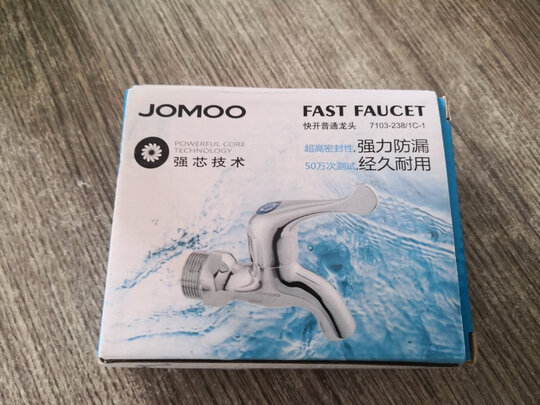 JOMOO
FAST FAUCET
快开普通龙头 7103-238/1C-1
POWERFUL CORE
TECHNOLOGY
强芯技术
超高密封性,强力防漏
50万次测试,经久耐用
JOMOO